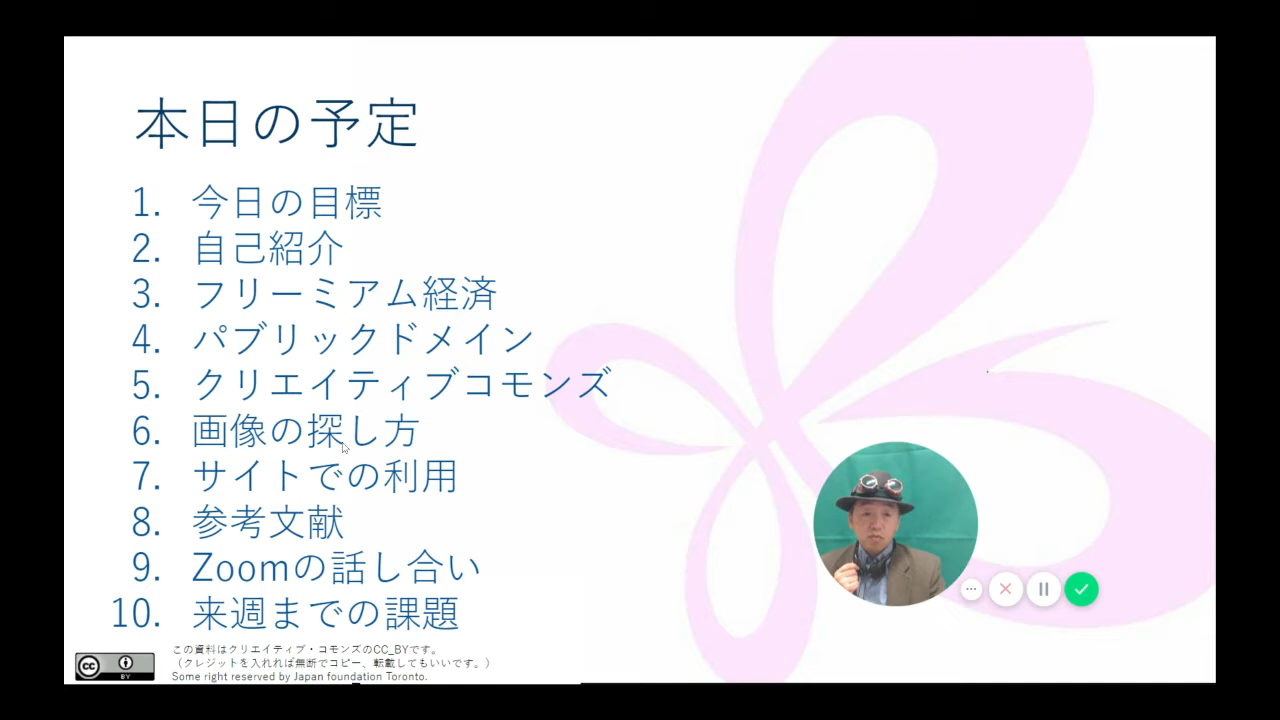 本日の予定
1. 今日の目標
2. 自己紹介
3. フリーミアム経済
4. パブリックドメイン
5. クリエイティブコモンズ
6. 画像の探し方
7. サイトでの利用
8. 参考文献
9. Zoomの話し合い
10. 来週までの課題
cc BY
この資料はクリエイティブ・コモンズのCC_BYです。
（クレジットを入れれば無断でコピー、転載してもいいです。）
Some right reserved by Japan foundation Toronto.